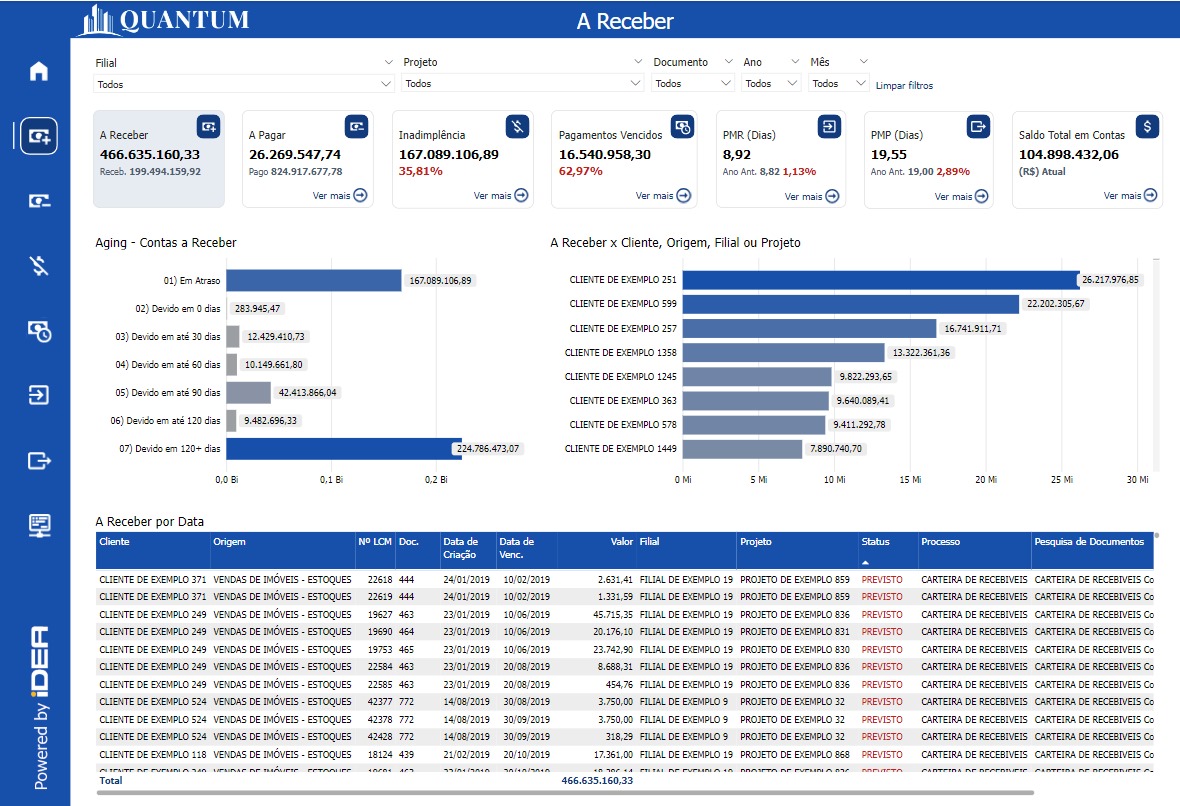 QUANTUM
A Receber
Filial
Projeto
Documento
Ano
Mês
Todos
Todos
Todos
Todos
Todos
Limpar filtros
A Receber
466.635.160,33
Receb. 199.494.159,92
A Pagar
26.269.547,74
Pago 824.917.677,78
Ver mais
Inadimplência
167.089.106,89
35,81%
Ver mais
Pagamentos Vencidos
16.540.958,30
62,97%
Ver mais
PMR (Dias)
8,92
Ano Ant. 8,82 1,13%
Ver mais
PMP (Dias)
19,55
Ano Ant. 19,00 2,89%
Ver mais
Saldo Total em Contas
104.898.432,06
(R$) Atual
Ver mais
Aging - Contas a Receber
01) Em Atraso 167.089.106,89
02) Devido em 0 dias 283.945,47
03) Devido em até 30 dias 12.429.410,73
04) Devido em até 60 dias 10.149.661,80
05) Devido em até 90 dias 42.413.866,04
06) Devido em até 120 dias 9.482.696,33
07) Devido em 120+ dias 224.786.473,07
0,0 Bi 0,1 Bi 0,2 Bi
A Receber x Cliente, Origem, Filial ou Projeto
CLIENTE DE EXEMPLO 251 26.217.976,85
CLIENTE DE EXEMPLO 599 22.202.305,67
CLIENTE DE EXEMPLO 257 16.741.911,71
CLIENTE DE EXEMPLO 1358 13.322.361,36
CLIENTE DE EXEMPLO 1245 9.822.293,65
CLIENTE DE EXEMPLO 363 9.640.089,41
CLIENTE DE EXEMPLO 578 9.411.292,78
CLIENTE DE EXEMPLO 1449 7.890.740,70
0 Mi 5 Mi 10 Mi 15 Mi 20 Mi 25 Mi 30 Mi
A Receber por Data
Cliente Origem Nº LCM Doc. Data de Criação Data de Venc. Valor Filial Projeto Status Processo Pesquisa de Documentos
CLIENTE DE EXEMPLO 371 VENDAS DE IMÓVEIS - ESTOQUES 22618 444 24/01/2019 10/02/2019 2.631,41 FILIAL DE EXEMPLO 19 PROJETO DE EXEMPLO 859 PREVISTO CARTEIRA DE RECEBIVEIS CARTEIRA DE RECEBIVEIS Co
CLIENTE DE EXEMPLO 371 VENDAS DE IMÓVEIS - ESTOQUES 22619 444 24/01/2019 10/02/2019 1.331,59 FILIAL DE EXEMPLO 19 PROJETO DE EXEMPLO 859 PREVISTO CARTEIRA DE RECEBIVEIS CARTEIRA DE RECEBIVEIS Co
CLIENTE DE EXEMPLO 249 VENDAS DE IMÓVEIS - ESTOQUES 19627 463 23/01/2019 10/06/2019 45.715,35 FILIAL DE EXEMPLO 19 PROJETO DE EXEMPLO 836 PREVISTO CARTEIRA DE RECEBIVEIS CARTEIRA DE RECEBIVEIS Co
CLIENTE DE EXEMPLO 249 VENDAS DE IMÓVEIS - ESTOQUES 19690 464 23/01/2019 10/06/2019 20.176,10 FILIAL DE EXEMPLO 19 PROJETO DE EXEMPLO 831 PREVISTO CARTEIRA DE RECEBIVEIS CARTEIRA DE RECEBIVEIS Co
CLIENTE DE EXEMPLO 249 VENDAS DE IMÓVEIS - ESTOQUES 19753 465 23/01/2019 10/06/2019 23.742,90 FILIAL DE EXEMPLO 19 PROJETO DE EXEMPLO 830 PREVISTO CARTEIRA DE RECEBIVEIS CARTEIRA DE RECEBIVEIS Co
CLIENTE DE EXEMPLO 249 VENDAS DE IMÓVEIS - ESTOQUES 22584 463 23/01/2019 20/08/2019 8.688,31 FILIAL DE EXEMPLO 19 PROJETO DE EXEMPLO 836 PREVISTO CARTEIRA DE RECEBIVEIS CARTEIRA DE RECEBIVEIS Co
CLIENTE DE EXEMPLO 249 VENDAS DE IMÓVEIS - ESTOQUES 22585 463 23/01/2019 20/08/2019 454,76 FILIAL DE EXEMPLO 19 PROJETO DE EXEMPLO 836 PREVISTO CARTEIRA DE RECEBIVEIS CARTEIRA DE RECEBIVEIS Co
CLIENTE DE EXEMPLO 524 VENDAS DE IMÓVEIS - ESTOQUES 42377 772 14/08/2019 30/08/2019 3.750,00 FILIAL DE EXEMPLO 9 PROJETO DE EXEMPLO 32 PREVISTO CARTEIRA DE RECEBIVEIS CARTEIRA DE RECEBIVEIS Co
CLIENTE DE EXEMPLO 524 VENDAS DE IMÓVEIS - ESTOQUES 42378 772 14/08/2019 30/09/2019 3.750,00 FILIAL DE EXEMPLO 9 PROJETO DE EXEMPLO 32 PREVISTO CARTEIRA DE RECEBIVEIS CARTEIRA DE RECEBIVEIS Co
CLIENTE DE EXEMPLO 524 VENDAS DE IMÓVEIS - ESTOQUES 42428 772 14/08/2019 30/09/2019 318,29 FILIAL DE EXEMPLO 9 PROJETO DE EXEMPLO 32 PREVISTO CARTEIRA DE RECEBIVEIS CARTEIRA DE RECEBIVEIS Co
CLIENTE DE EXEMPLO 118 VENDAS DE IMÓVEIS - ESTOQUES 18124 439 21/02/2019 20/10/2019 17.361,00 FILIAL DE EXEMPLO 19 PROJETO DE EXEMPLO 868 PREVISTO CARTEIRA DE RECEBIVEIS CARTEIRA DE RECEBIVEIS Co
Total 466.635.160,33
Powered by iDEA